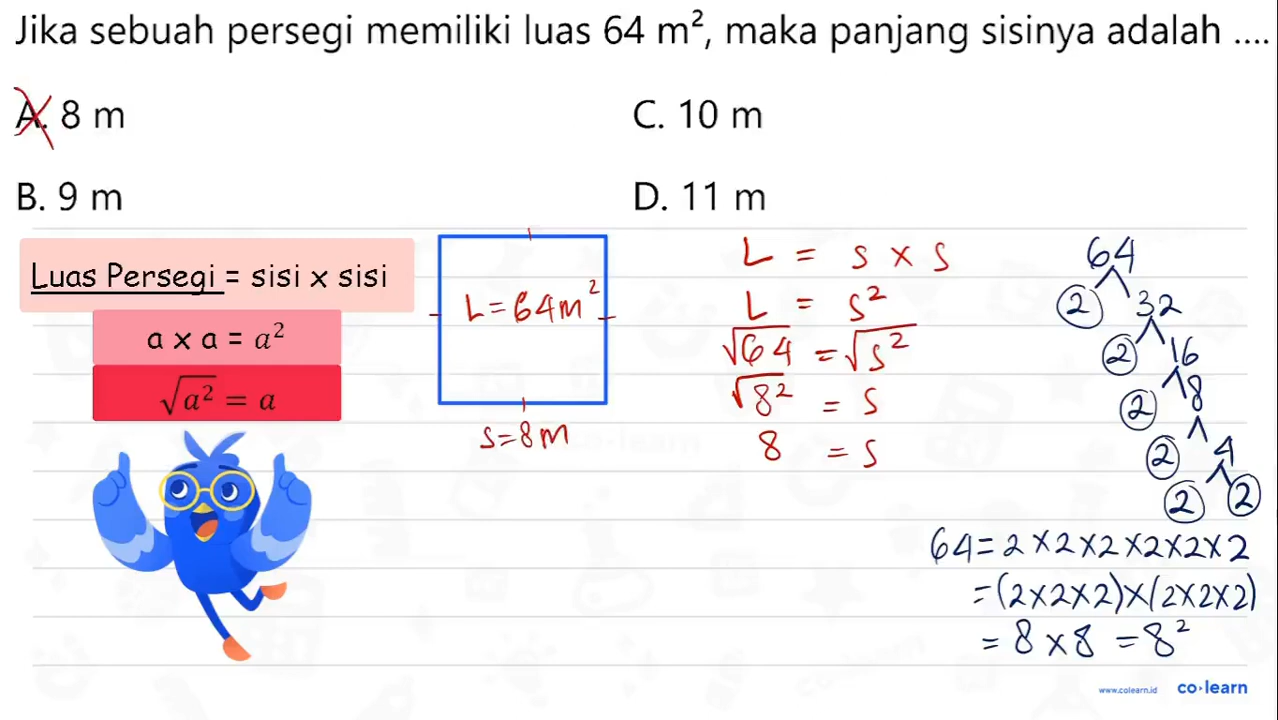 Jika sebuah persegi memiliki luas 64 m², maka panjang sisinya adalah ....
A. 8 m
C. 10 m
B. 9 m
D. 11 m
Luas Persegi = sisi x sisi
a x a = a²
√a² = a
L = 64m²
s = 8m
L = s × s
L = s²
√64 = √s²
√8² = s
8 = s
64
2 32
2 16
2 8
2 4
2 2
64 = 2 × 2 × 2 × 2 × 2 × 2
= (2×2×2)×(2×2×2)
= 8 × 8 = 8²
www.colearn.id co·learn